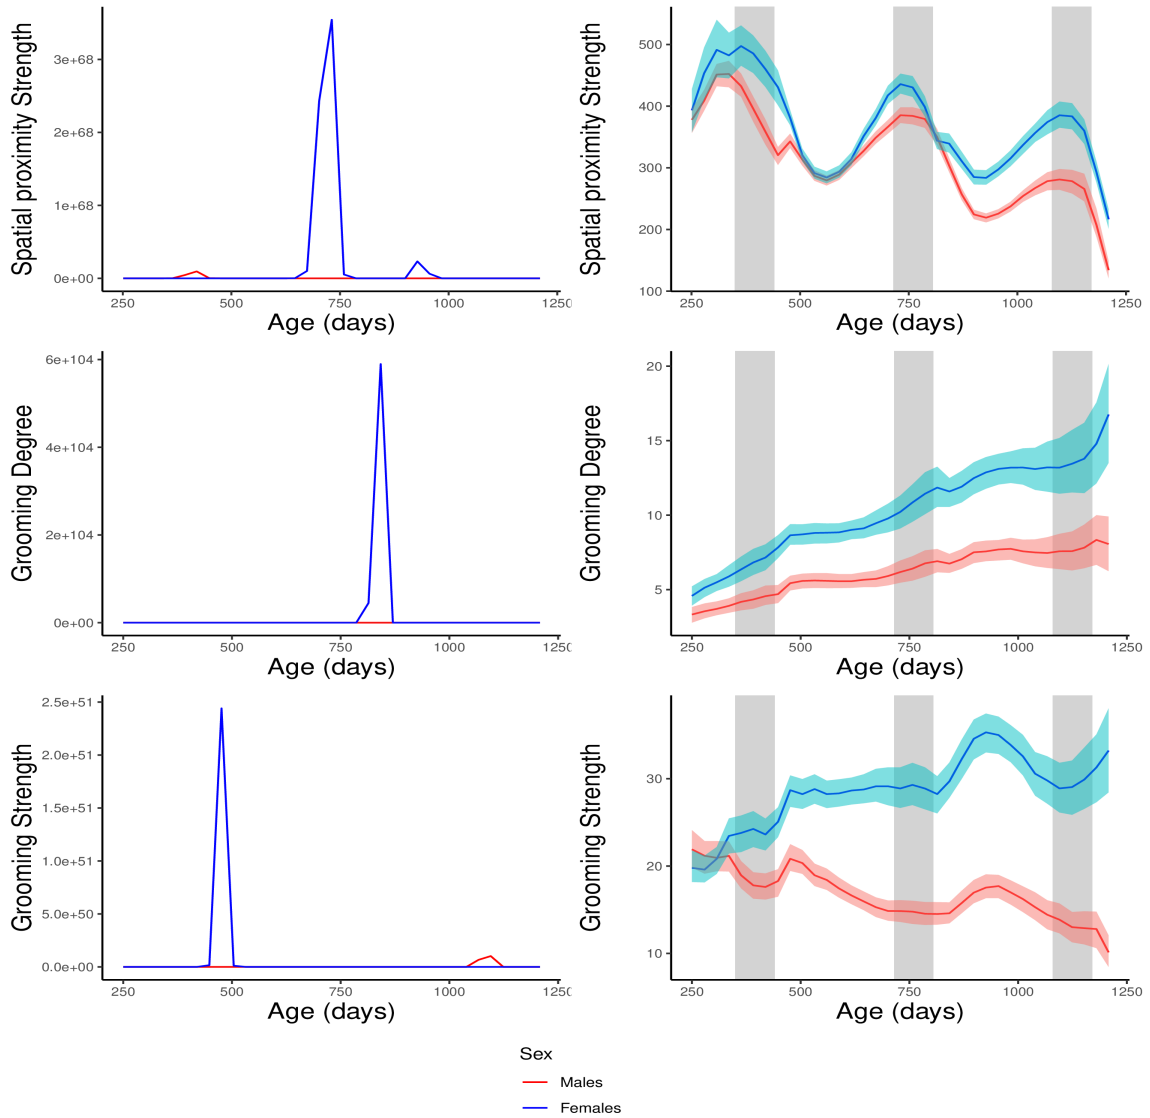 Spatial proximity Strength
3e+68
2e+68
1e+68
0e+00
250 500 750 1000 1250
Age (days)
Spatial proximity Strength
500
400
300
200
100
250 500 750 1000 1250
Age (days)
Grooming Degree
6e+104
4e+104
2e+104
0e+00
250 500 750 1000 1250
Age (days)
Grooming Degree
20
15
10
5
250 500 750 1000 1250
Age (days)
Grooming Strength
2.5e+51
2.0e+51
1.5e+51
1.0e+51
5.0e+50
0.0e+00
250 500 750 1000 1250
Age (days)
Grooming Strength
30
20
10
250 500 750 1000 1250
Age (days)
Sex
Males
Females